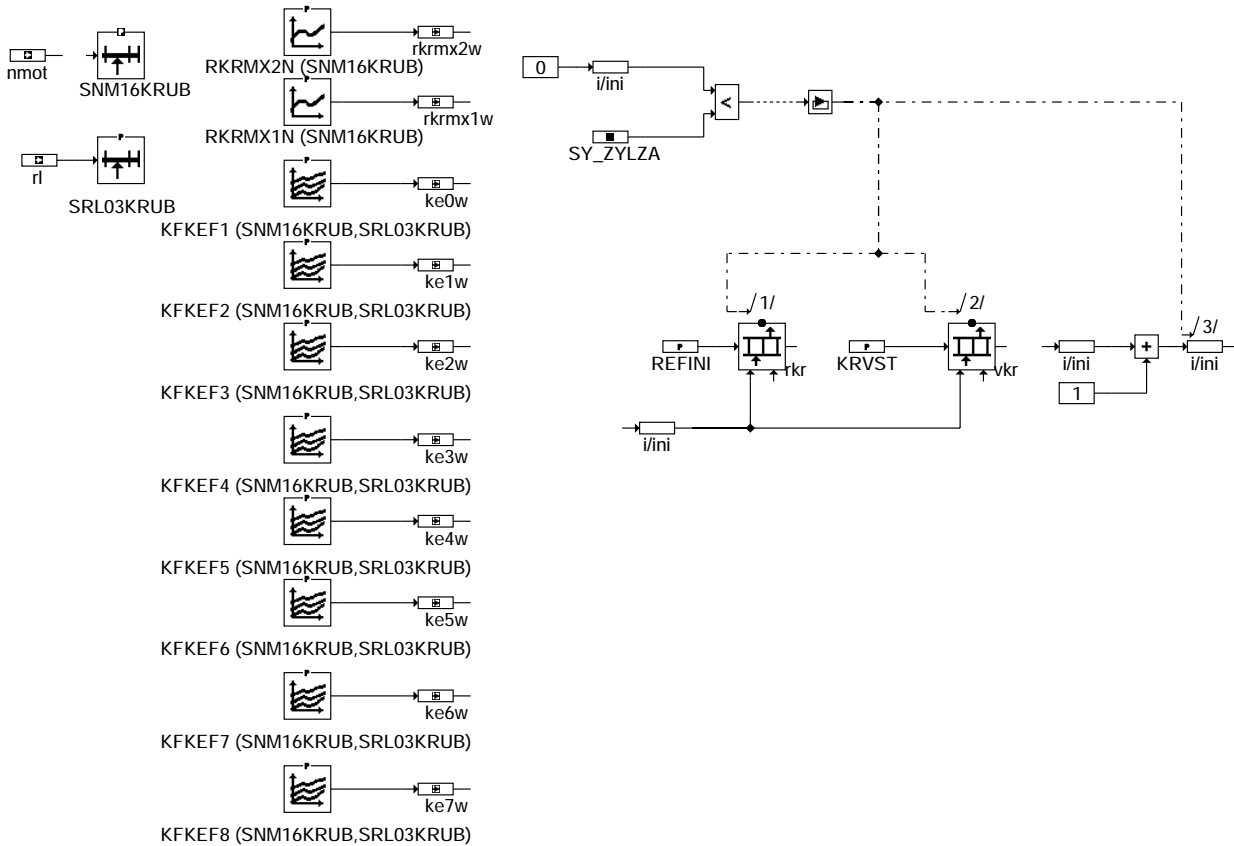 nmot
SNM16KRUB
rl
SRL03KRUB
P
rkrmx2w
RKRMX2N (SNM16KRUB)
P
rkrmx1w
RKRMX1N (SNM16KRUB)
P
ke0w
KFKEF1 (SNM16KRUB,SRL03KRUB)
P
ke1w
KFKEF2 (SNM16KRUB,SRL03KRUB)
P
ke2w
KFKEF3 (SNM16KRUB,SRL03KRUB)
P
ke3w
KFKEF4 (SNM16KRUB,SRL03KRUB)
P
ke4w
KFKEF5 (SNM16KRUB,SRL03KRUB)
P
ke5w
KFKEF6 (SNM16KRUB,SRL03KRUB)
P
ke6w
KFKEF7 (SNM16KRUB,SRL03KRUB)
P
ke7w
KFKEF8 (SNM16KRUB,SRL03KRUB)
0
i/ini
<
SY_ZYLZA
/1/
P
REFINI
rkr
/2/
P
KRVST
vkr
i/ini
/3/
i/ini
+
i/ini
1